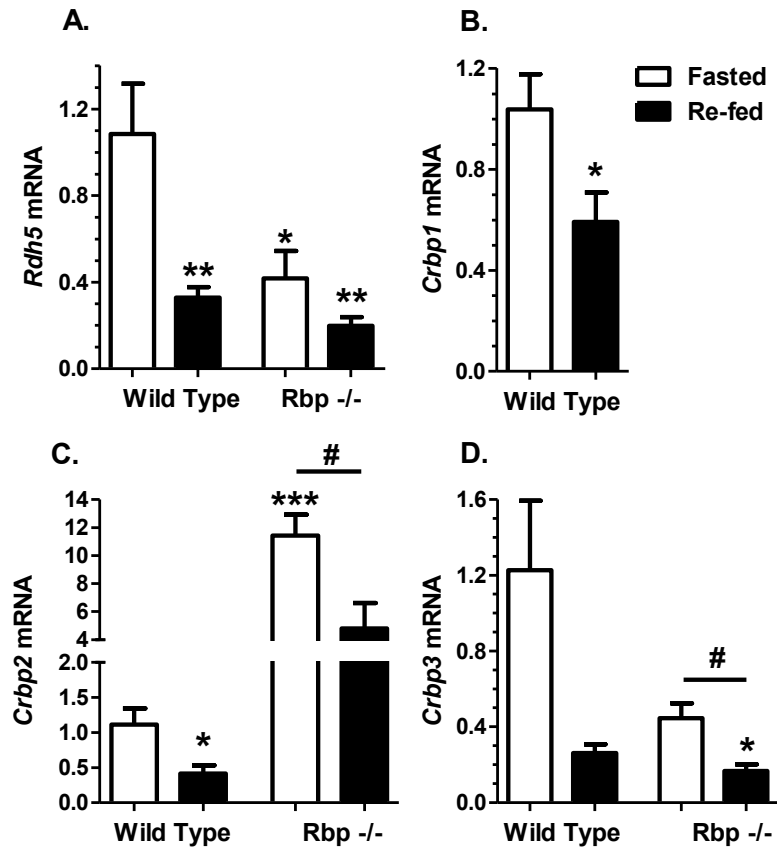 A.
Rdh5 mRNA
1.2
0.8
0.4
0.0
**
*
**
Wild Type
Rbp -/-
B.
Crbp1 mRNA
1.2
0.8
0.4
0.0
*
Wild Type
Fasted
Re-fed
C.
Crbp2 mRNA
14
12
10
8
6
4
2.0
1.5
1.0
0.5
0.0
*
***
#
Wild Type
Rbp -/-
D.
Crbp3 mRNA
1.6
1.2
0.8
0.4
0.0
#
*
Wild Type
Rbp -/-